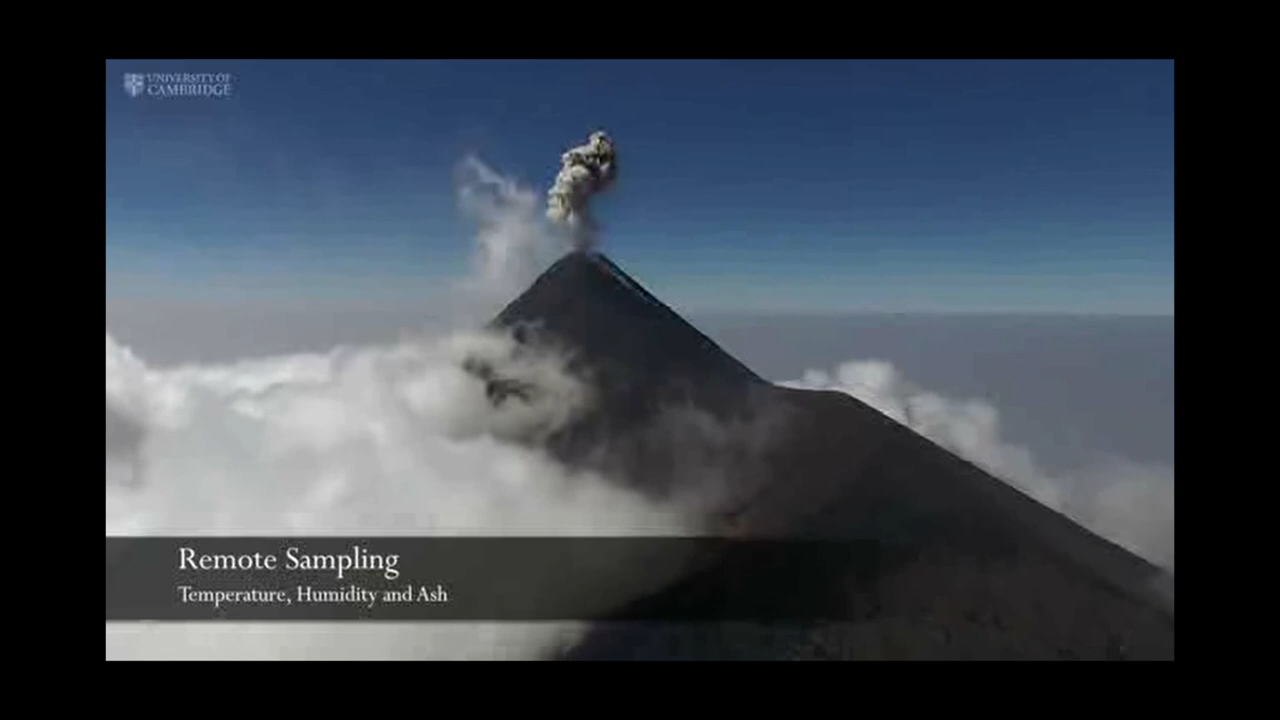 UNIVERSITY OF
CAMBRIDGE
Remote Sampling
Temperature, Humidity and Ash